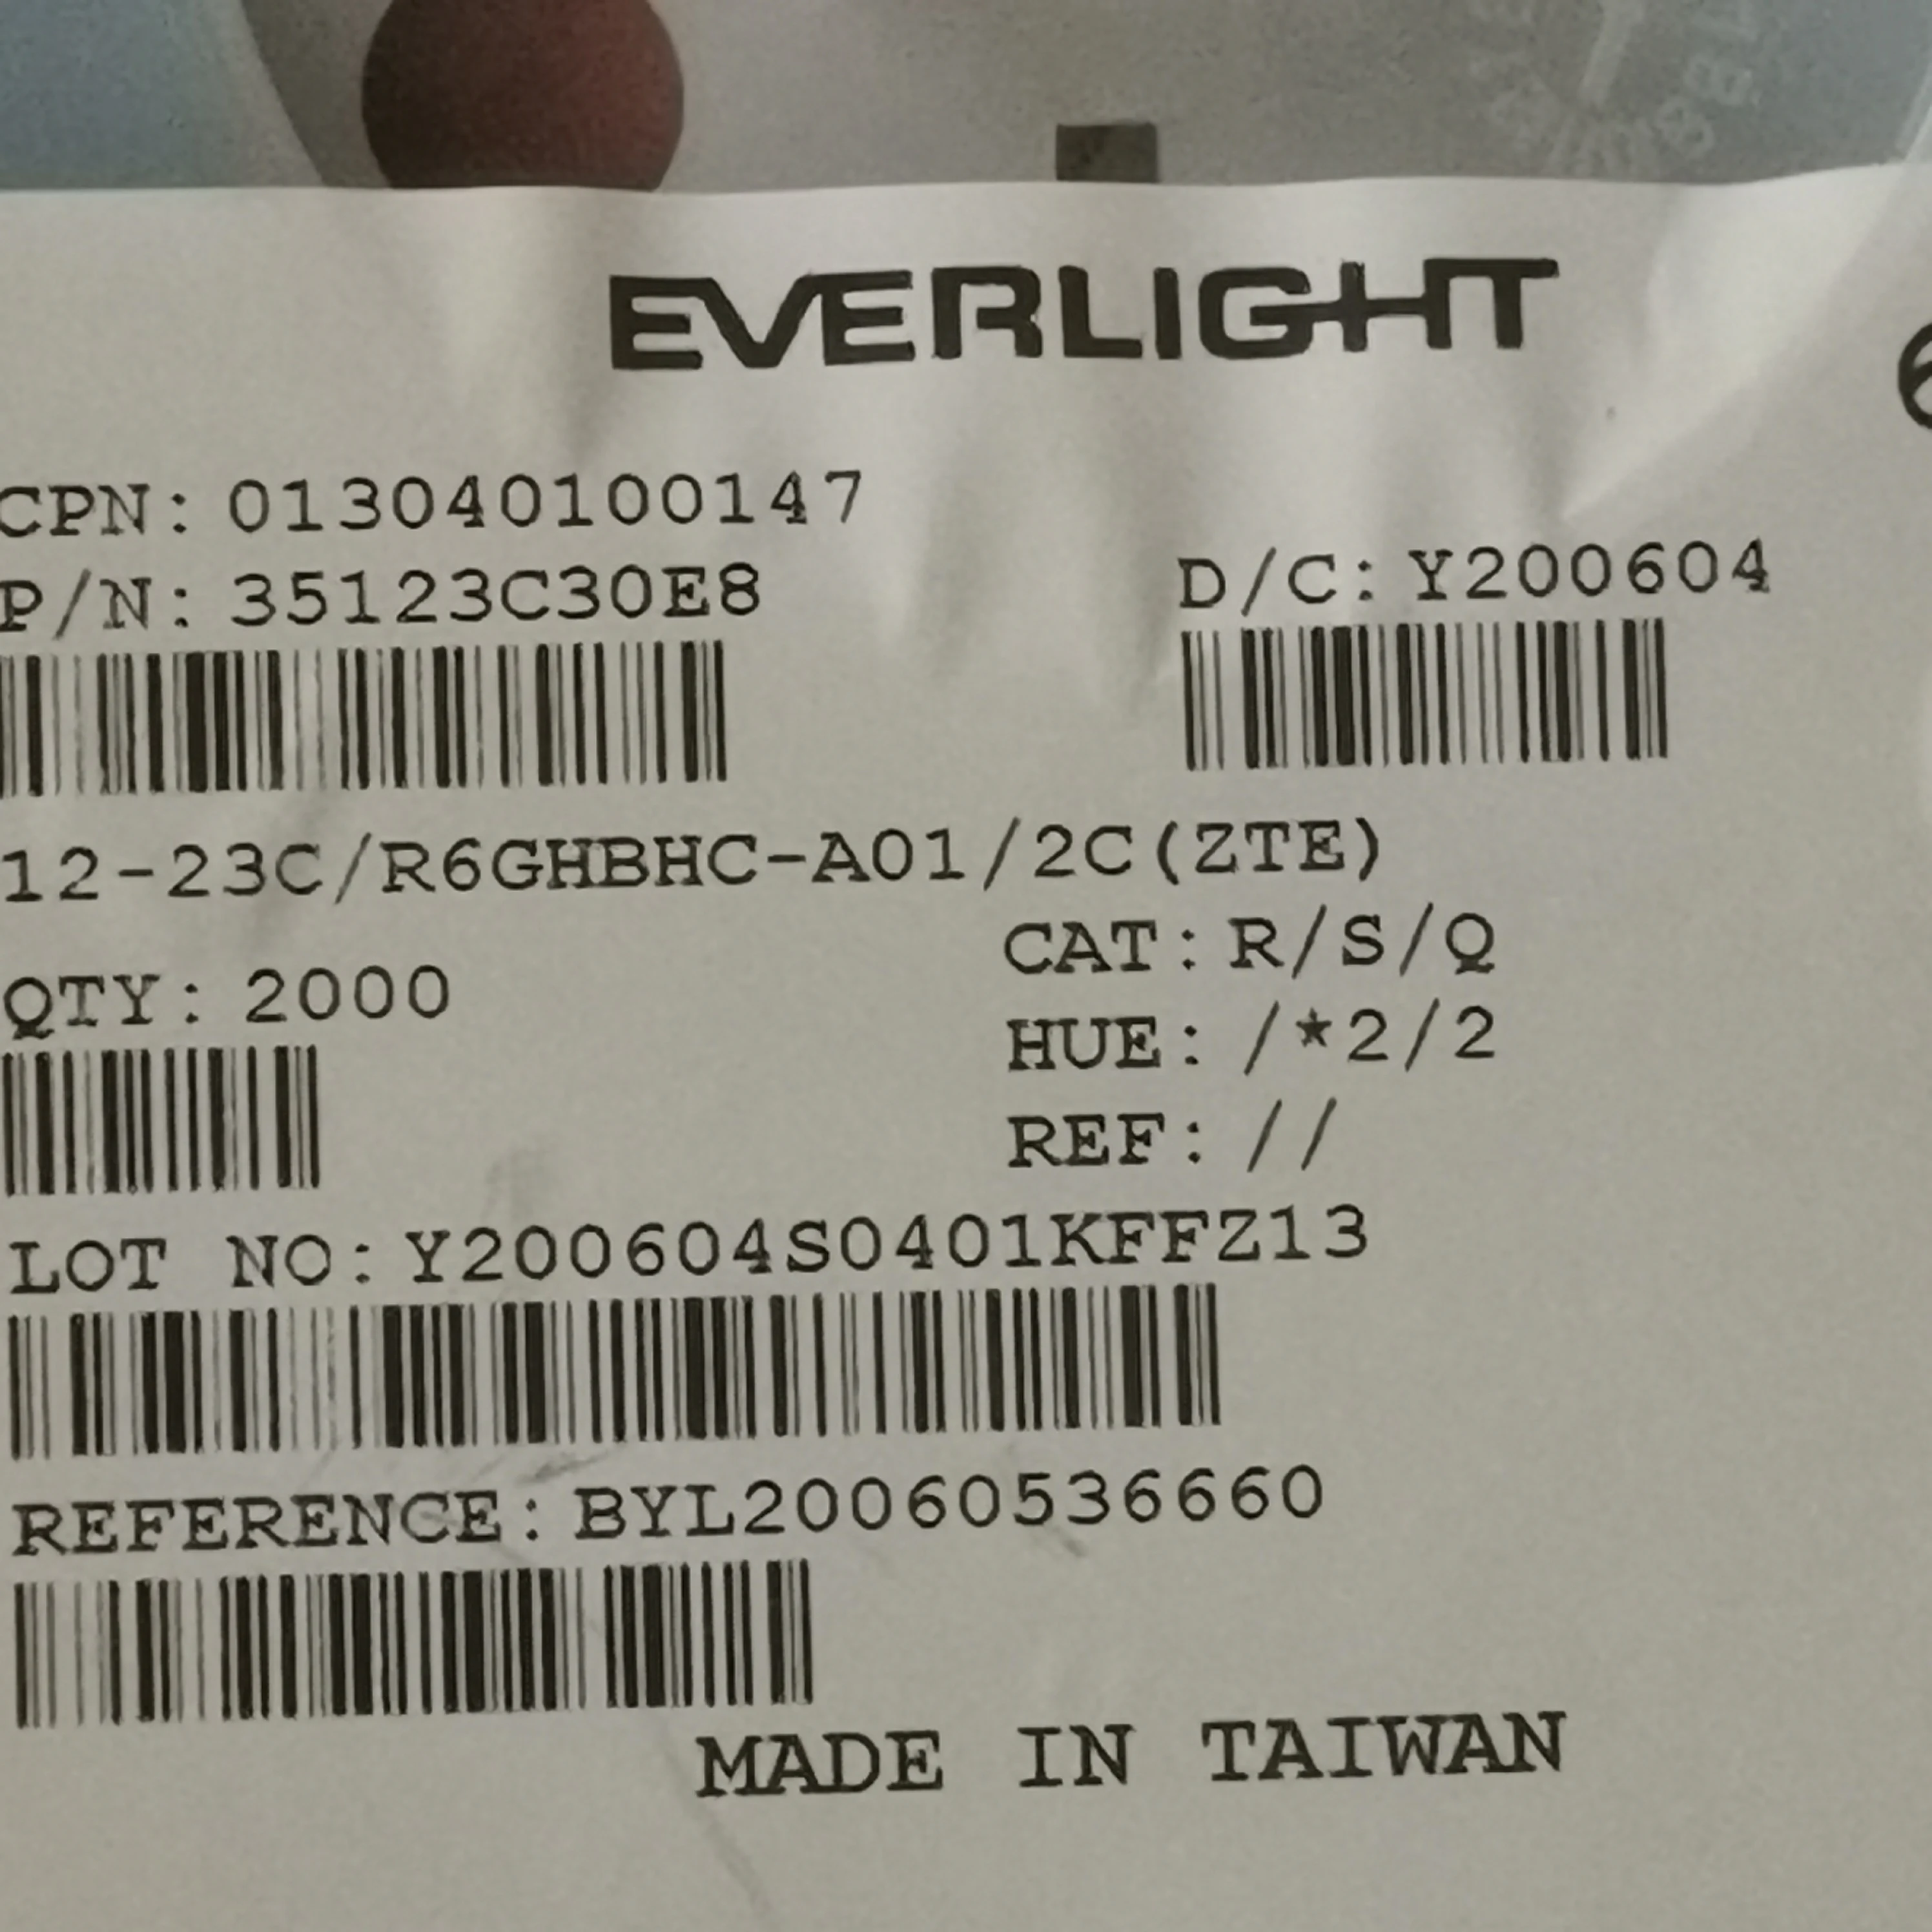 EVERLIGHT
CPN: 013040100147
P/N: 35123C30E8
D/C: Y200604
12-23C/R6GHBHC-A01/2C(ZTE)
CAT: R/S/Q
QTY: 2000
HUE: /*2/2
REF: //
LOT NO: Y200604S0401KFFZ13
REFERENCE: BYL20060536660
MADE IN TAIWAN